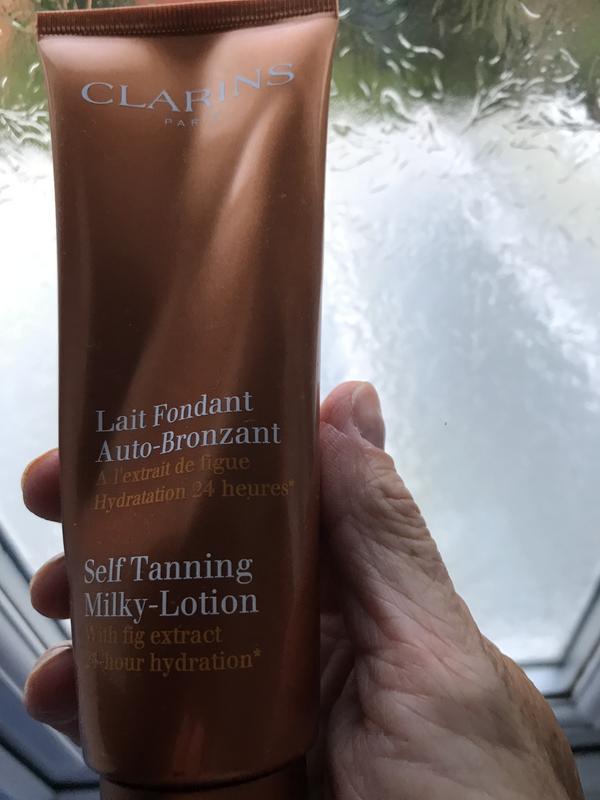 CLARINS
PARIS
Lait Fondant
Auto-Bronzant
A l'extrait de figue
Hydratation 24 heures*
Self Tanning
Milky-Lotion
With fig extract
24-hour hydration*